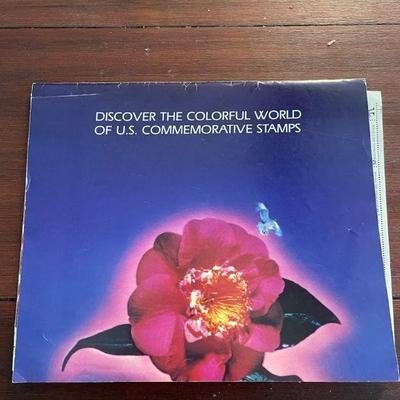 DISCOVER THE COLORFUL WORLD
OF U.S. COMMEMORATIVE STAMPS